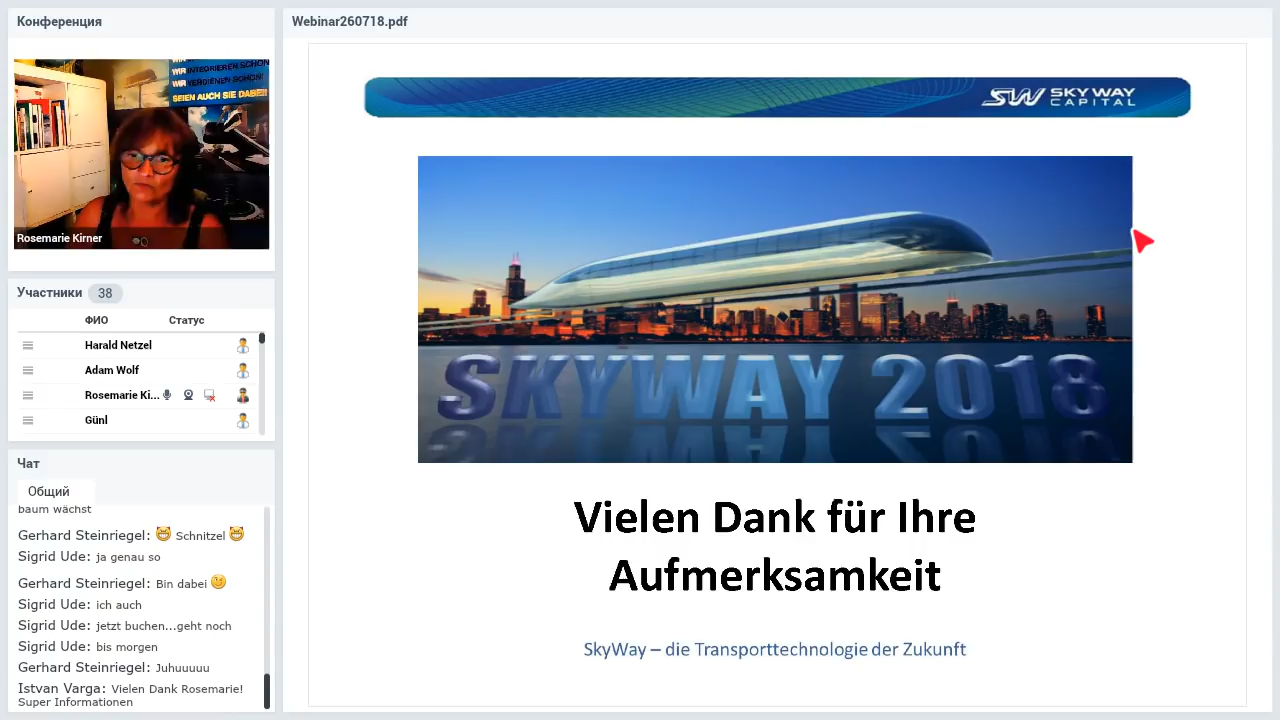 Конференция
WIR INTEGRIEREN SCHON
WIR VERDIENEN SCHON!
SEIEN AUCH SIE DABEI!
Rosemarie Kirner
Участники 38
ФИО Статус
Harald Netzel
Adam Wolf
Rosemarie Ki...
Günl
Чат
Общий
baum wächst
Gerhard Steinriegel: Schnitzel
Sigrid Ude: ja genau so
Gerhard Steinriegel: Bin dabei
Sigrid Ude: ich auch
Sigrid Ude: jetzt buchen...geht noch
Sigrid Ude: bis morgen
Gerhard Steinriegel: Juhuuuuu
Istvan Varga: Vielen Dank Rosemarie!
Super Informationen
Webinar260718.pdf
SW SKY WAY
CAPITAL
SKYWAY 2018
Vielen Dank für Ihre
Aufmerksamkeit
SkyWay – die Transporttechnologie der Zukunft